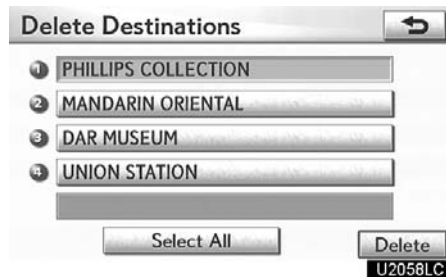 Delete Destinations
1 PHILLIPS COLLECTION
2 MANDARIN ORIENTAL
3 DAR MUSEUM
4 UNION STATION
Select All
Delete
U2058LC